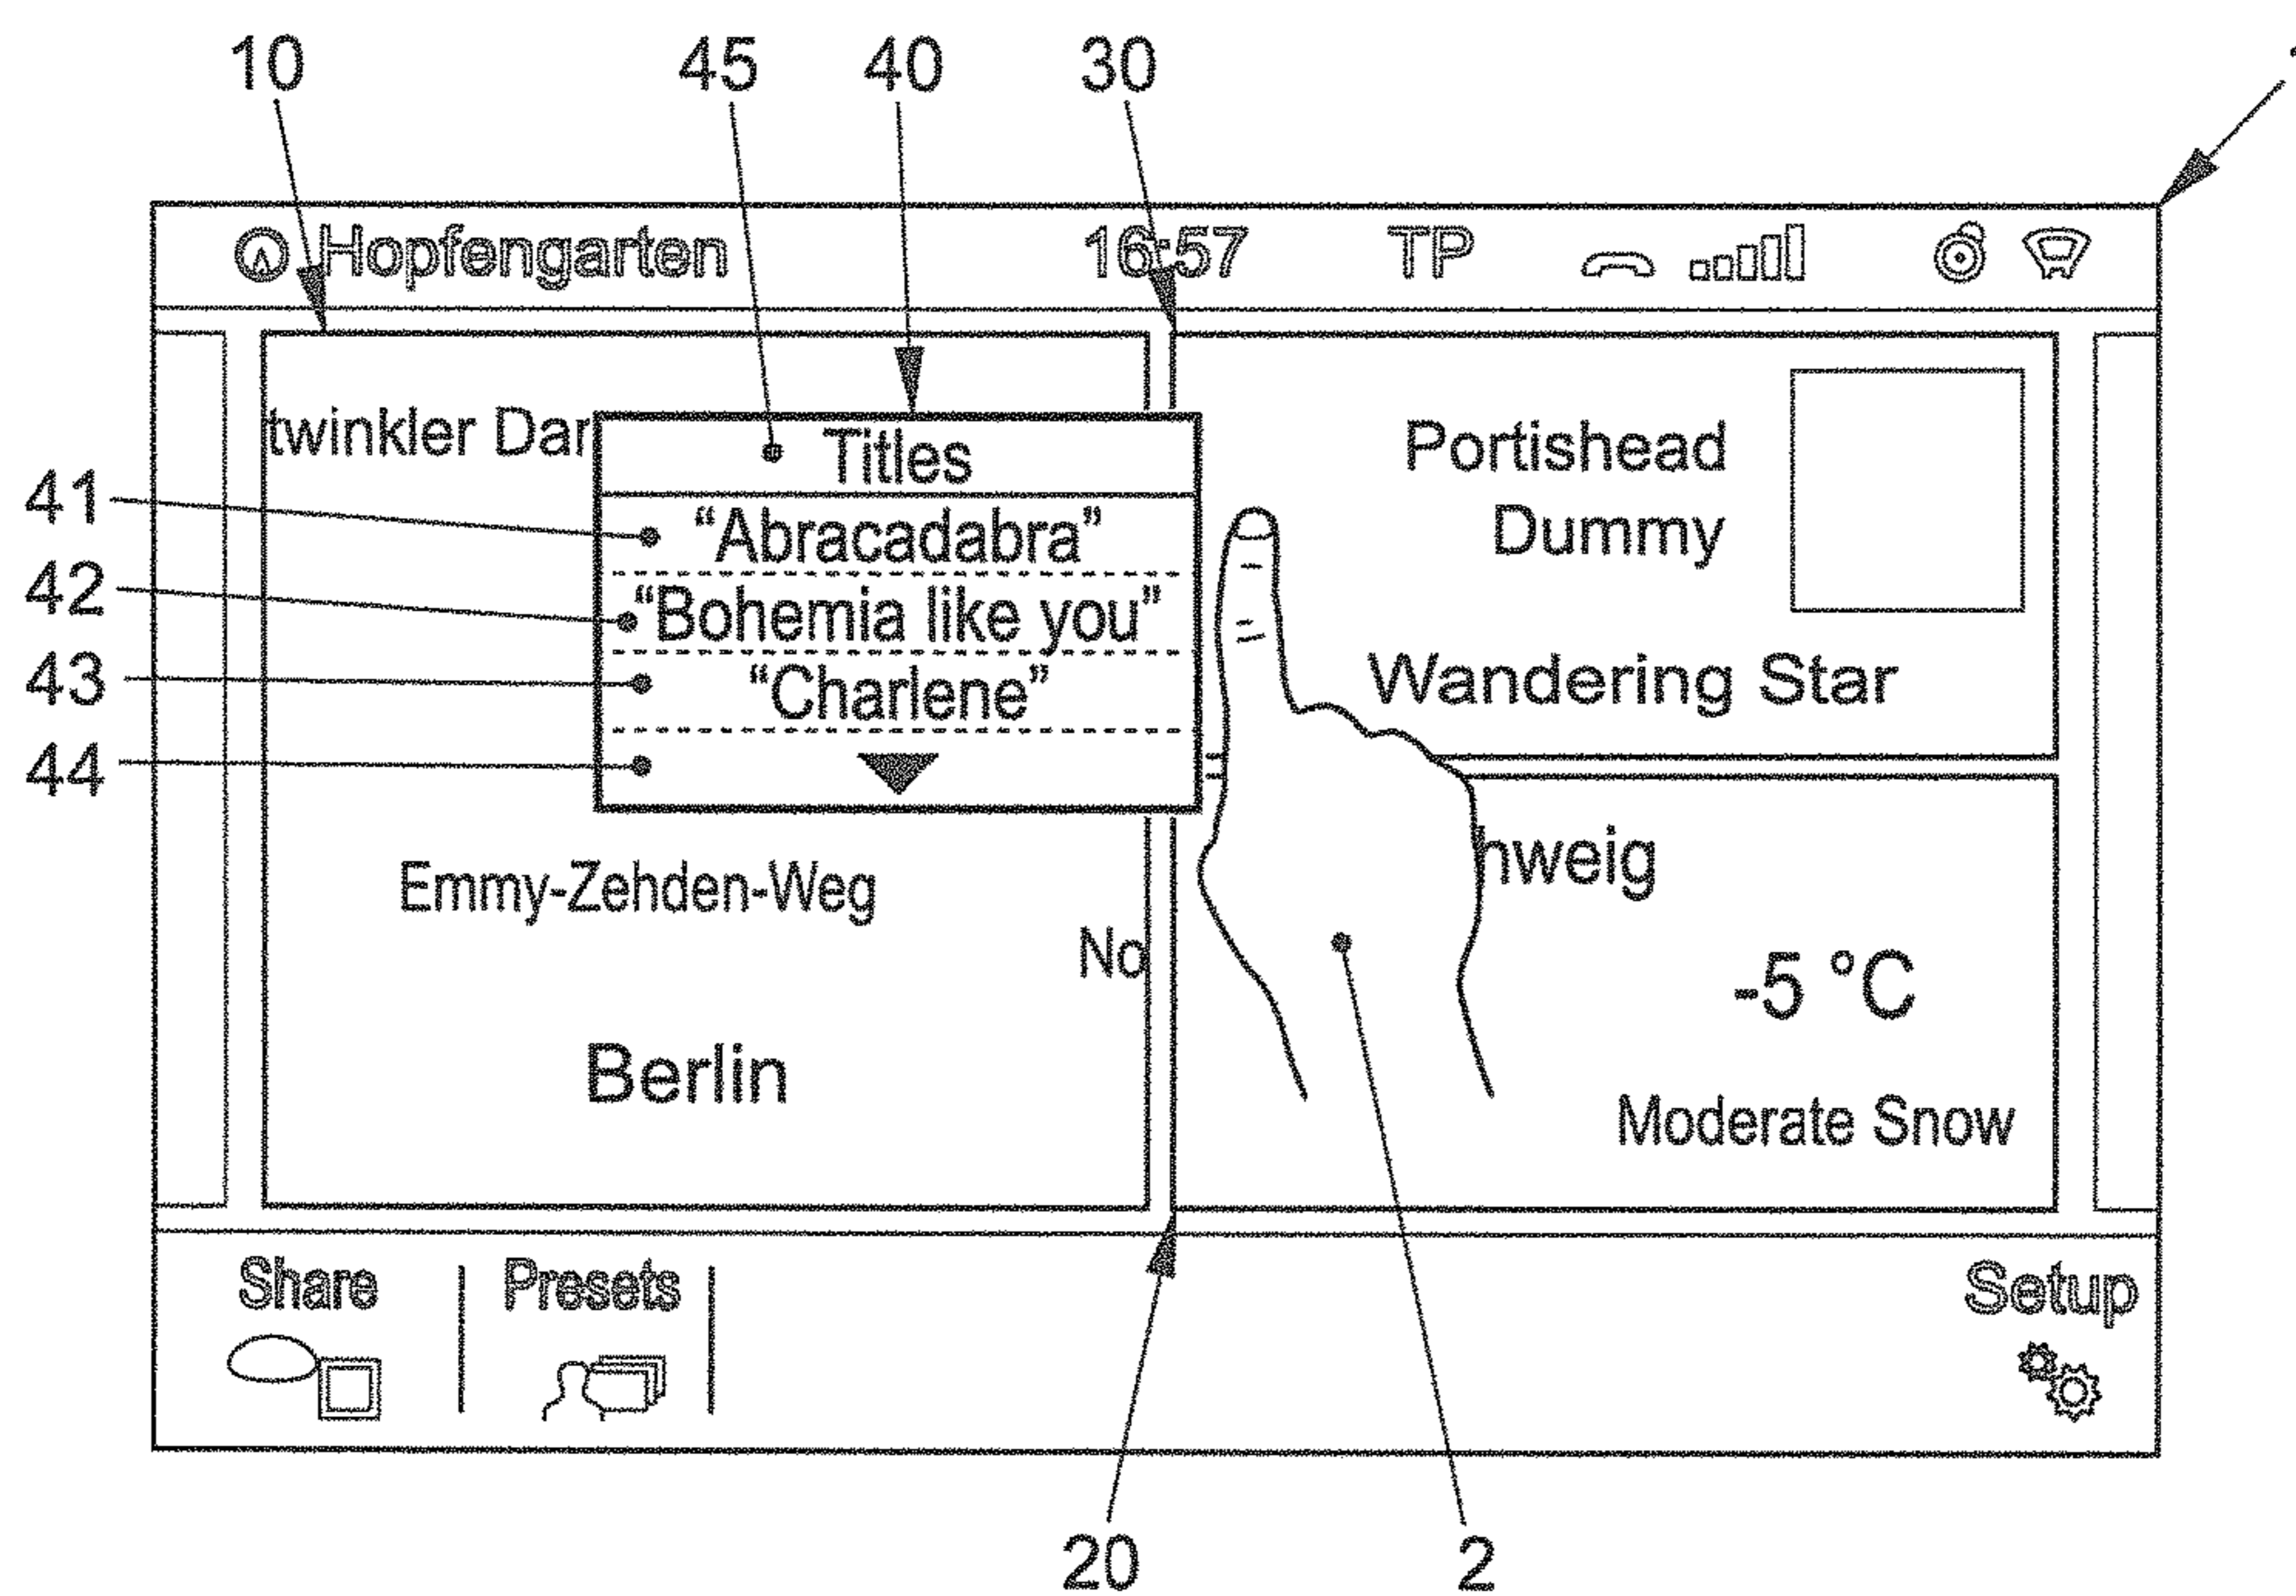 10 45 40 30
Hopfengarten 16:57 TP
twinkler Dar
Titles
Portishead
Dummy
41
"Abracadabra"
42
"Bohemia like you"
43
"Charlene"
Wandering Star
44
Emmy-Zehden-Weg
hweig
No
-5 °C
Berlin
Moderate Snow
Share Presets Setup
20 2